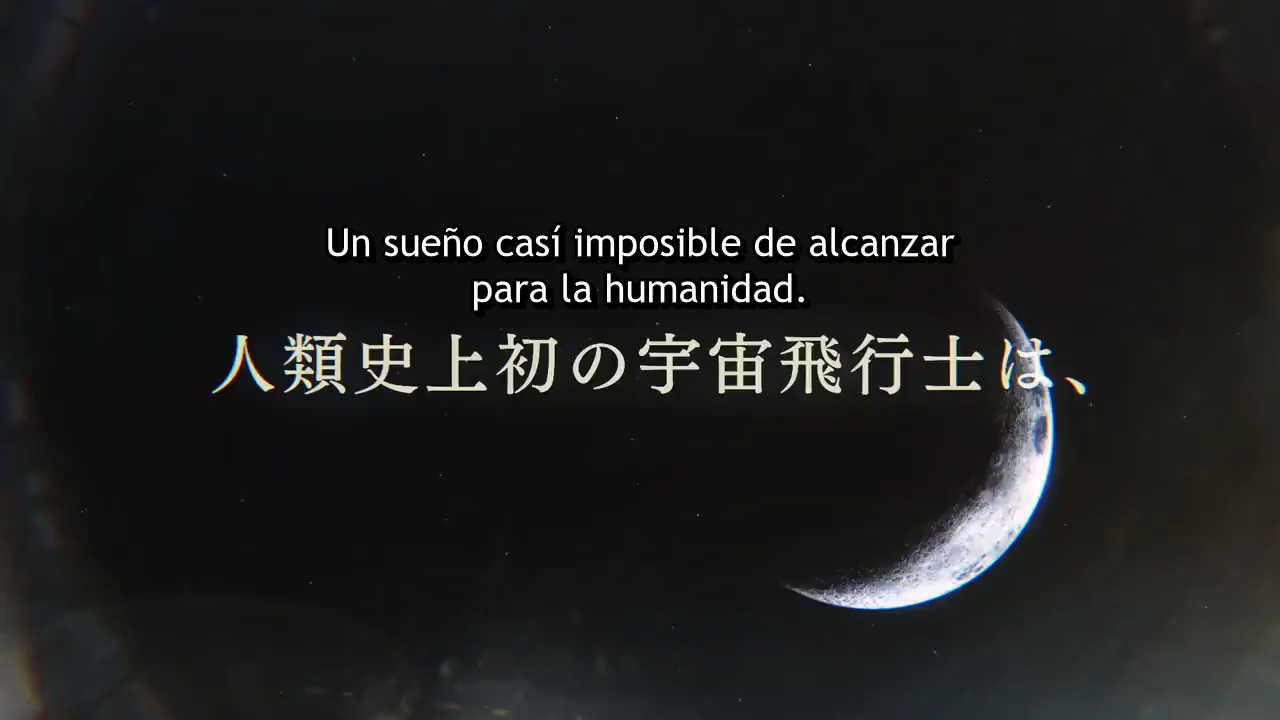 Un sueño casí imposible de alcanzar
para la humanidad.
人類史上初の宇宙飛行士は、